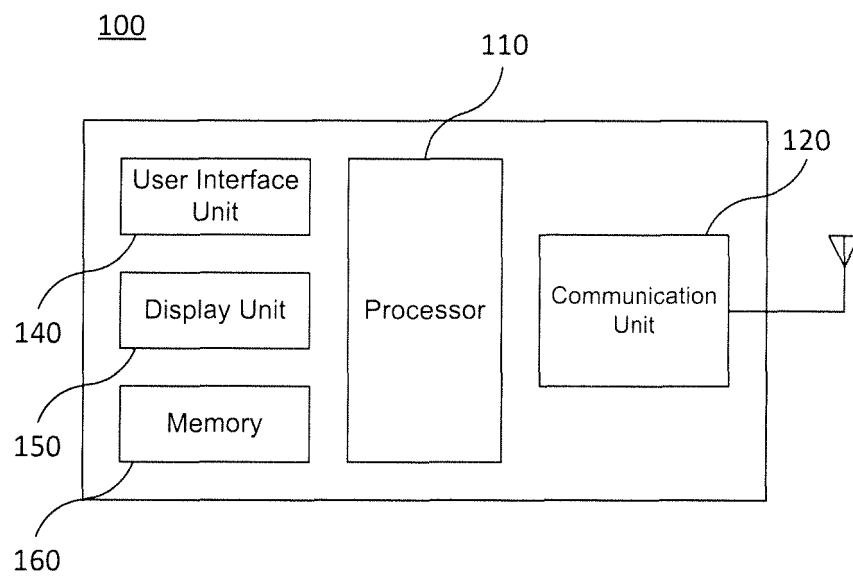 100
110
120
User Interface
Unit
140
Display Unit
150
Memory
160
Processor
Communication
Unit